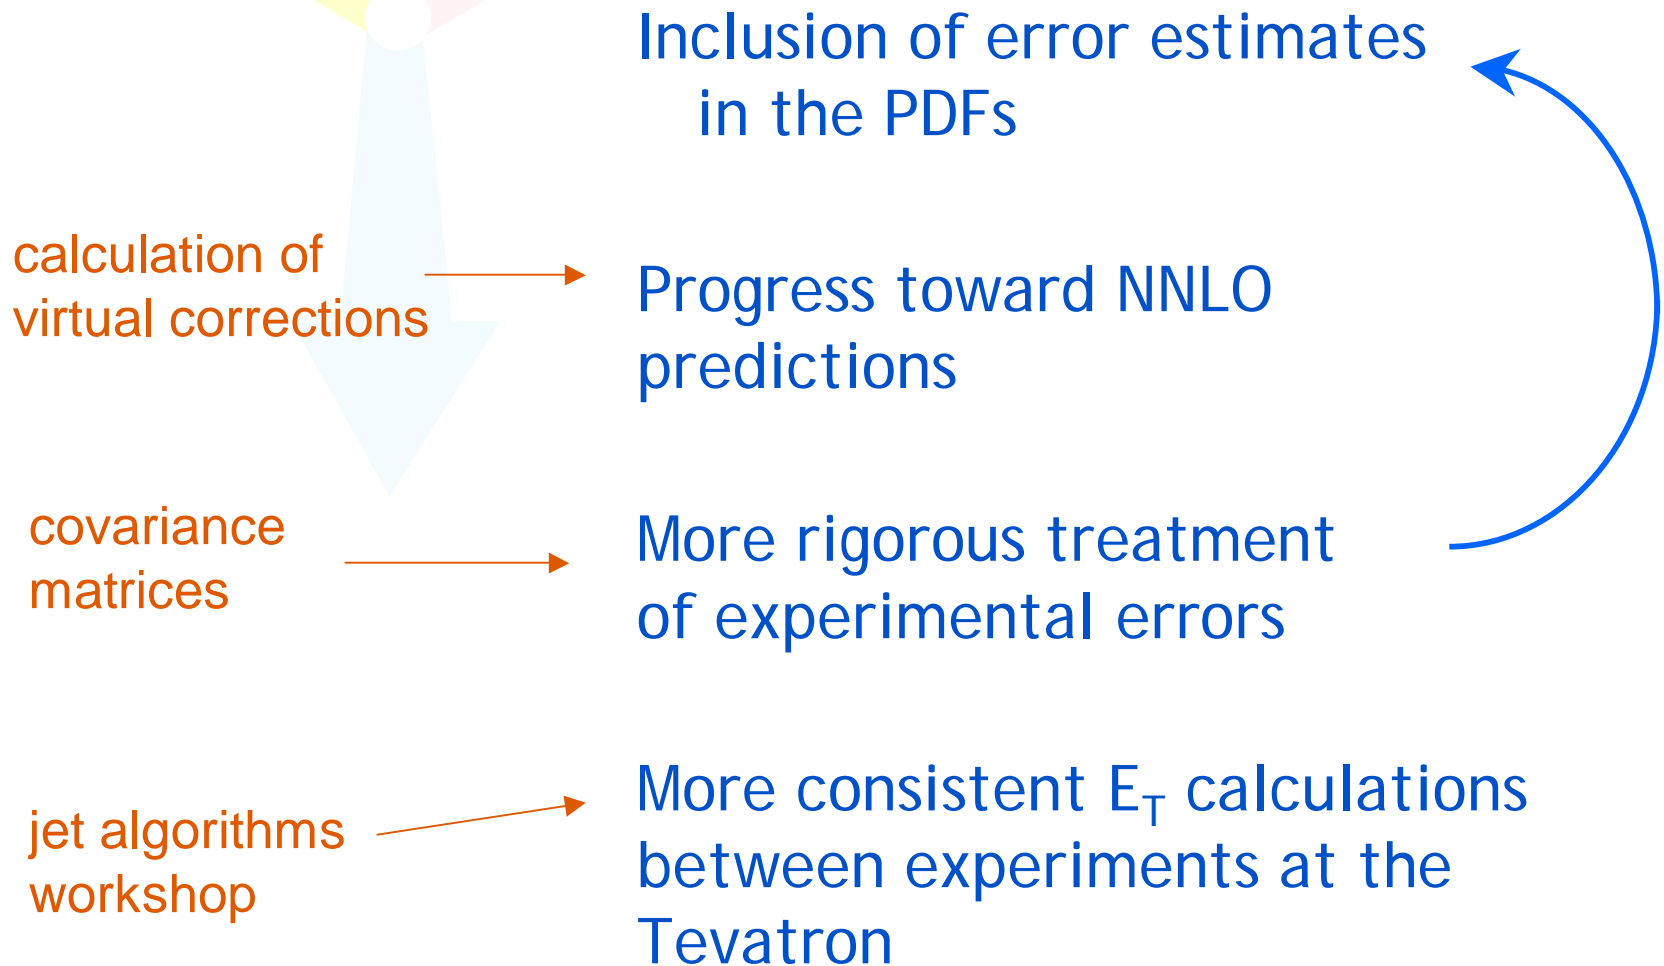 Inclusion of error estimates
in the PDFs
calculation of
virtual corrections
Progress toward NNLO
predictions
covariance
matrices
More rigorous treatment
of experimental errors
jet algorithms
workshop
More consistent E_T calculations
between experiments at the
Tevatron